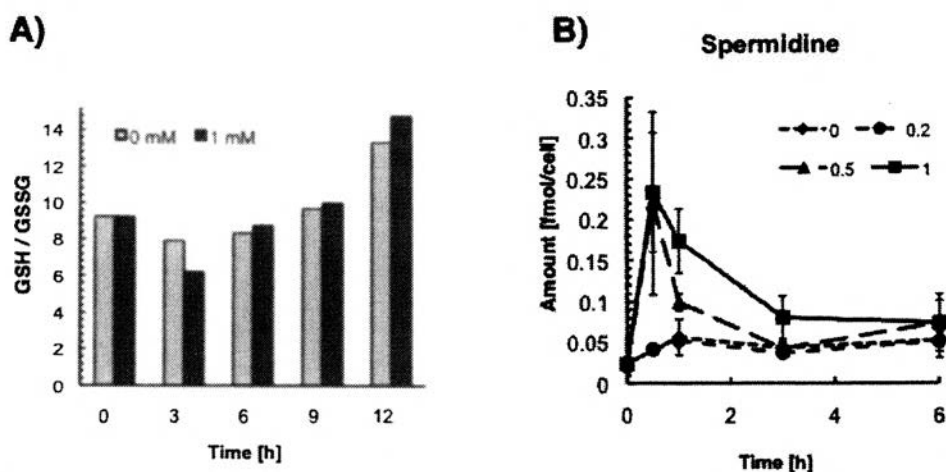 A)
GSH / GSSG
14
12
10
8
6
4
2
0
0 mM 1 mM
0 3 6 9 12
Time [h]
B)
Spermidine
Amount [fmol/cell]
0.35
0.3
0.25
0.2
0.15
0.1
0.05
0
0 0.2
0.5 1
0 2 4 6
Time [h]